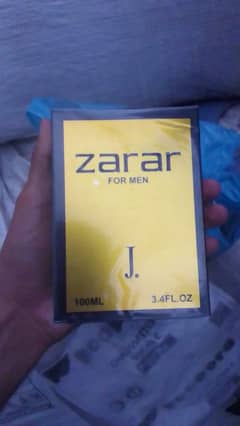 zarar
FOR MEN
J.
100ML 3.4FL.OZ